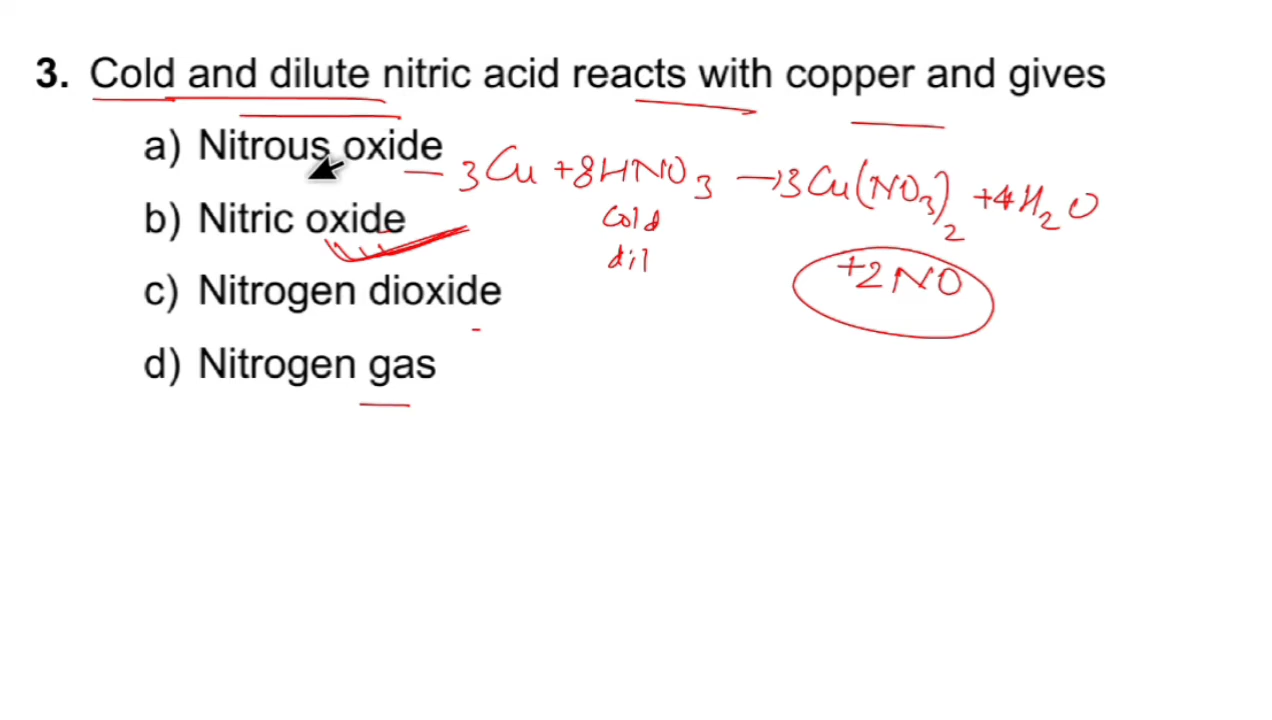 3. Cold and dilute nitric acid reacts with copper and gives
a) Nitrous oxide
3Cu + 8HNO3 → 3Cu(NO3)2 + 4H2O
cold
dil
+2NO
b) Nitric oxide
c) Nitrogen dioxide
d) Nitrogen gas